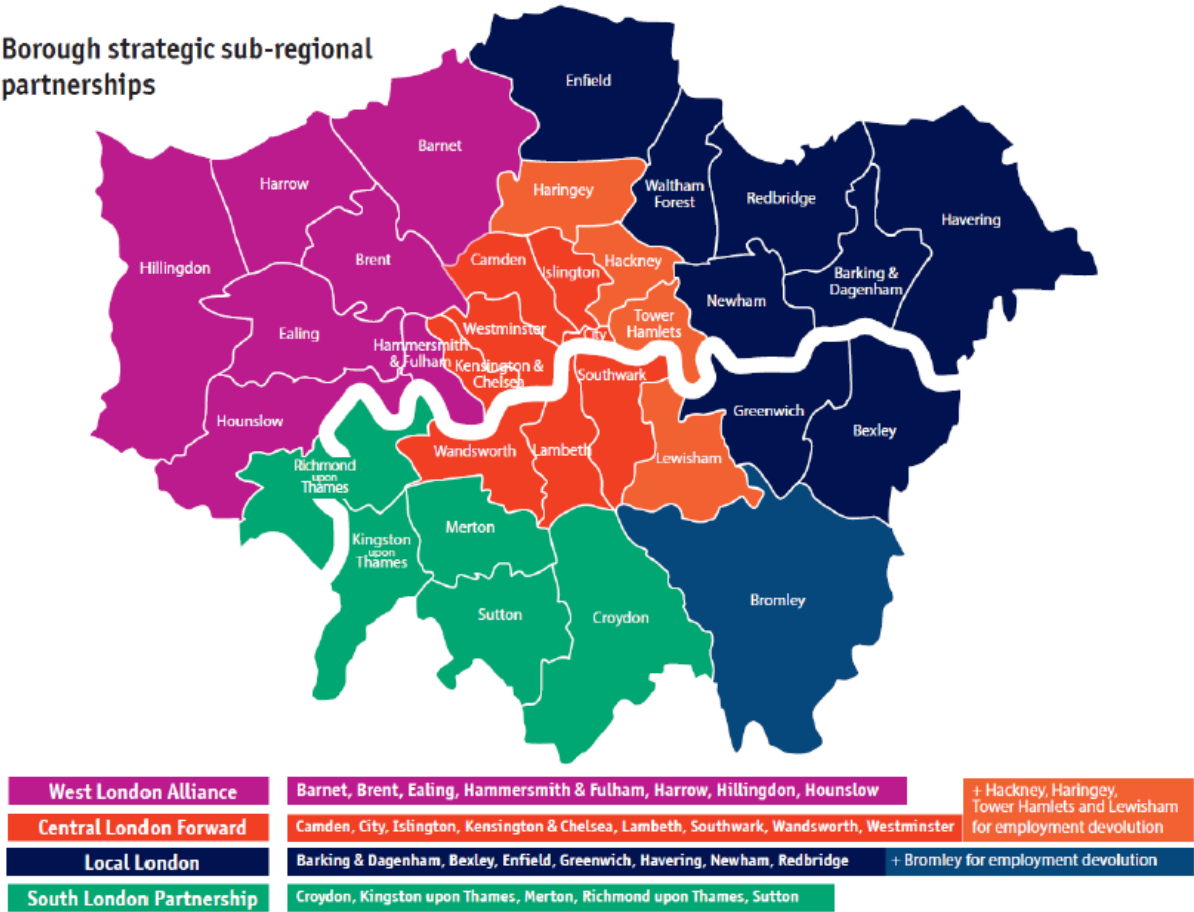 Borough strategic sub-regional
partnerships
Enfield
Barnet
Harrow
Haringey
Waltham
Forest
Redbridge
Havering
Hillingdon
Brent
Camden
Islington
Hackney
Barking &
Dagenham
Newham
Ealing
Westminster
City
Tower
Hamlets
Hammersmith
& Fulham
Kensington &
Chelsea
Southwark
Hounslow
Greenwich
Bexley
Wandsworth
Lambeth
Lewisham
Richmond
upon
Thames
Merton
Kingston
upon
Thames
Sutton
Croydon
Bromley
West London Alliance
Barnet, Brent, Ealing, Hammersmith & Fulham, Harrow, Hillingdon, Hounslow
+ Hackney, Haringey,
Tower Hamlets and Lewisham
for employment devolution
Central London Forward
Camden, City, Islington, Kensington & Chelsea, Lambeth, Southwark, Wandsworth, Westminster
Local London
Barking & Dagenham, Bexley, Enfield, Greenwich, Havering, Newham, Redbridge
+ Bromley for employment devolution
South London Partnership
Croydon, Kingston upon Thames, Merton, Richmond upon Thames, Sutton